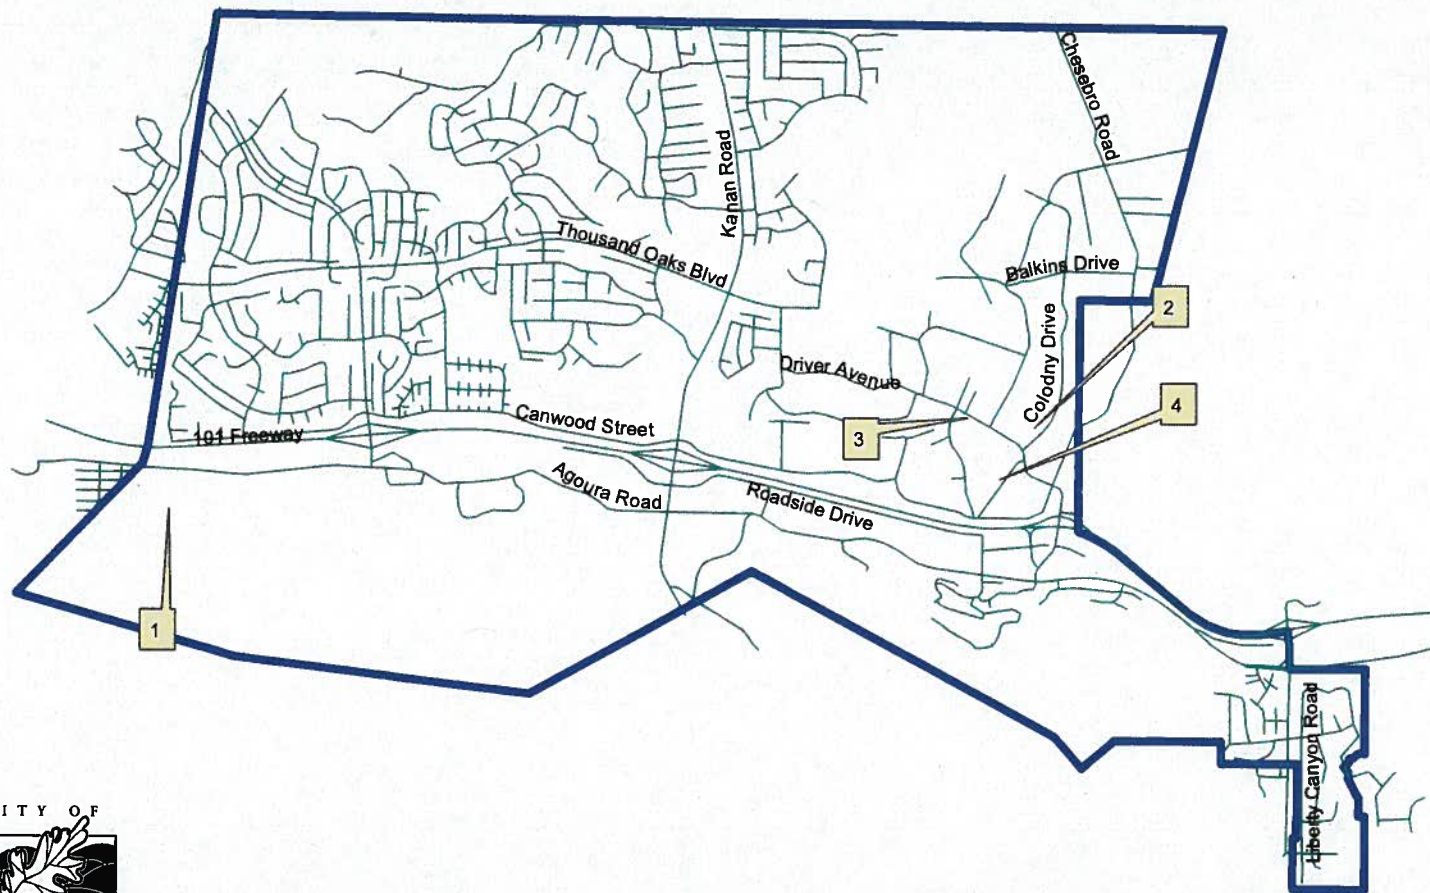 Chesebro Road
Kanan Road
Thousand Oaks Blvd
Balkins Drive
2
Colodny Drive
Driver Avenue
4
3
Canwood Street
101 Freeway
Agoura Road
Roadside Drive
1
Liberty Canyon Road
ITY OF